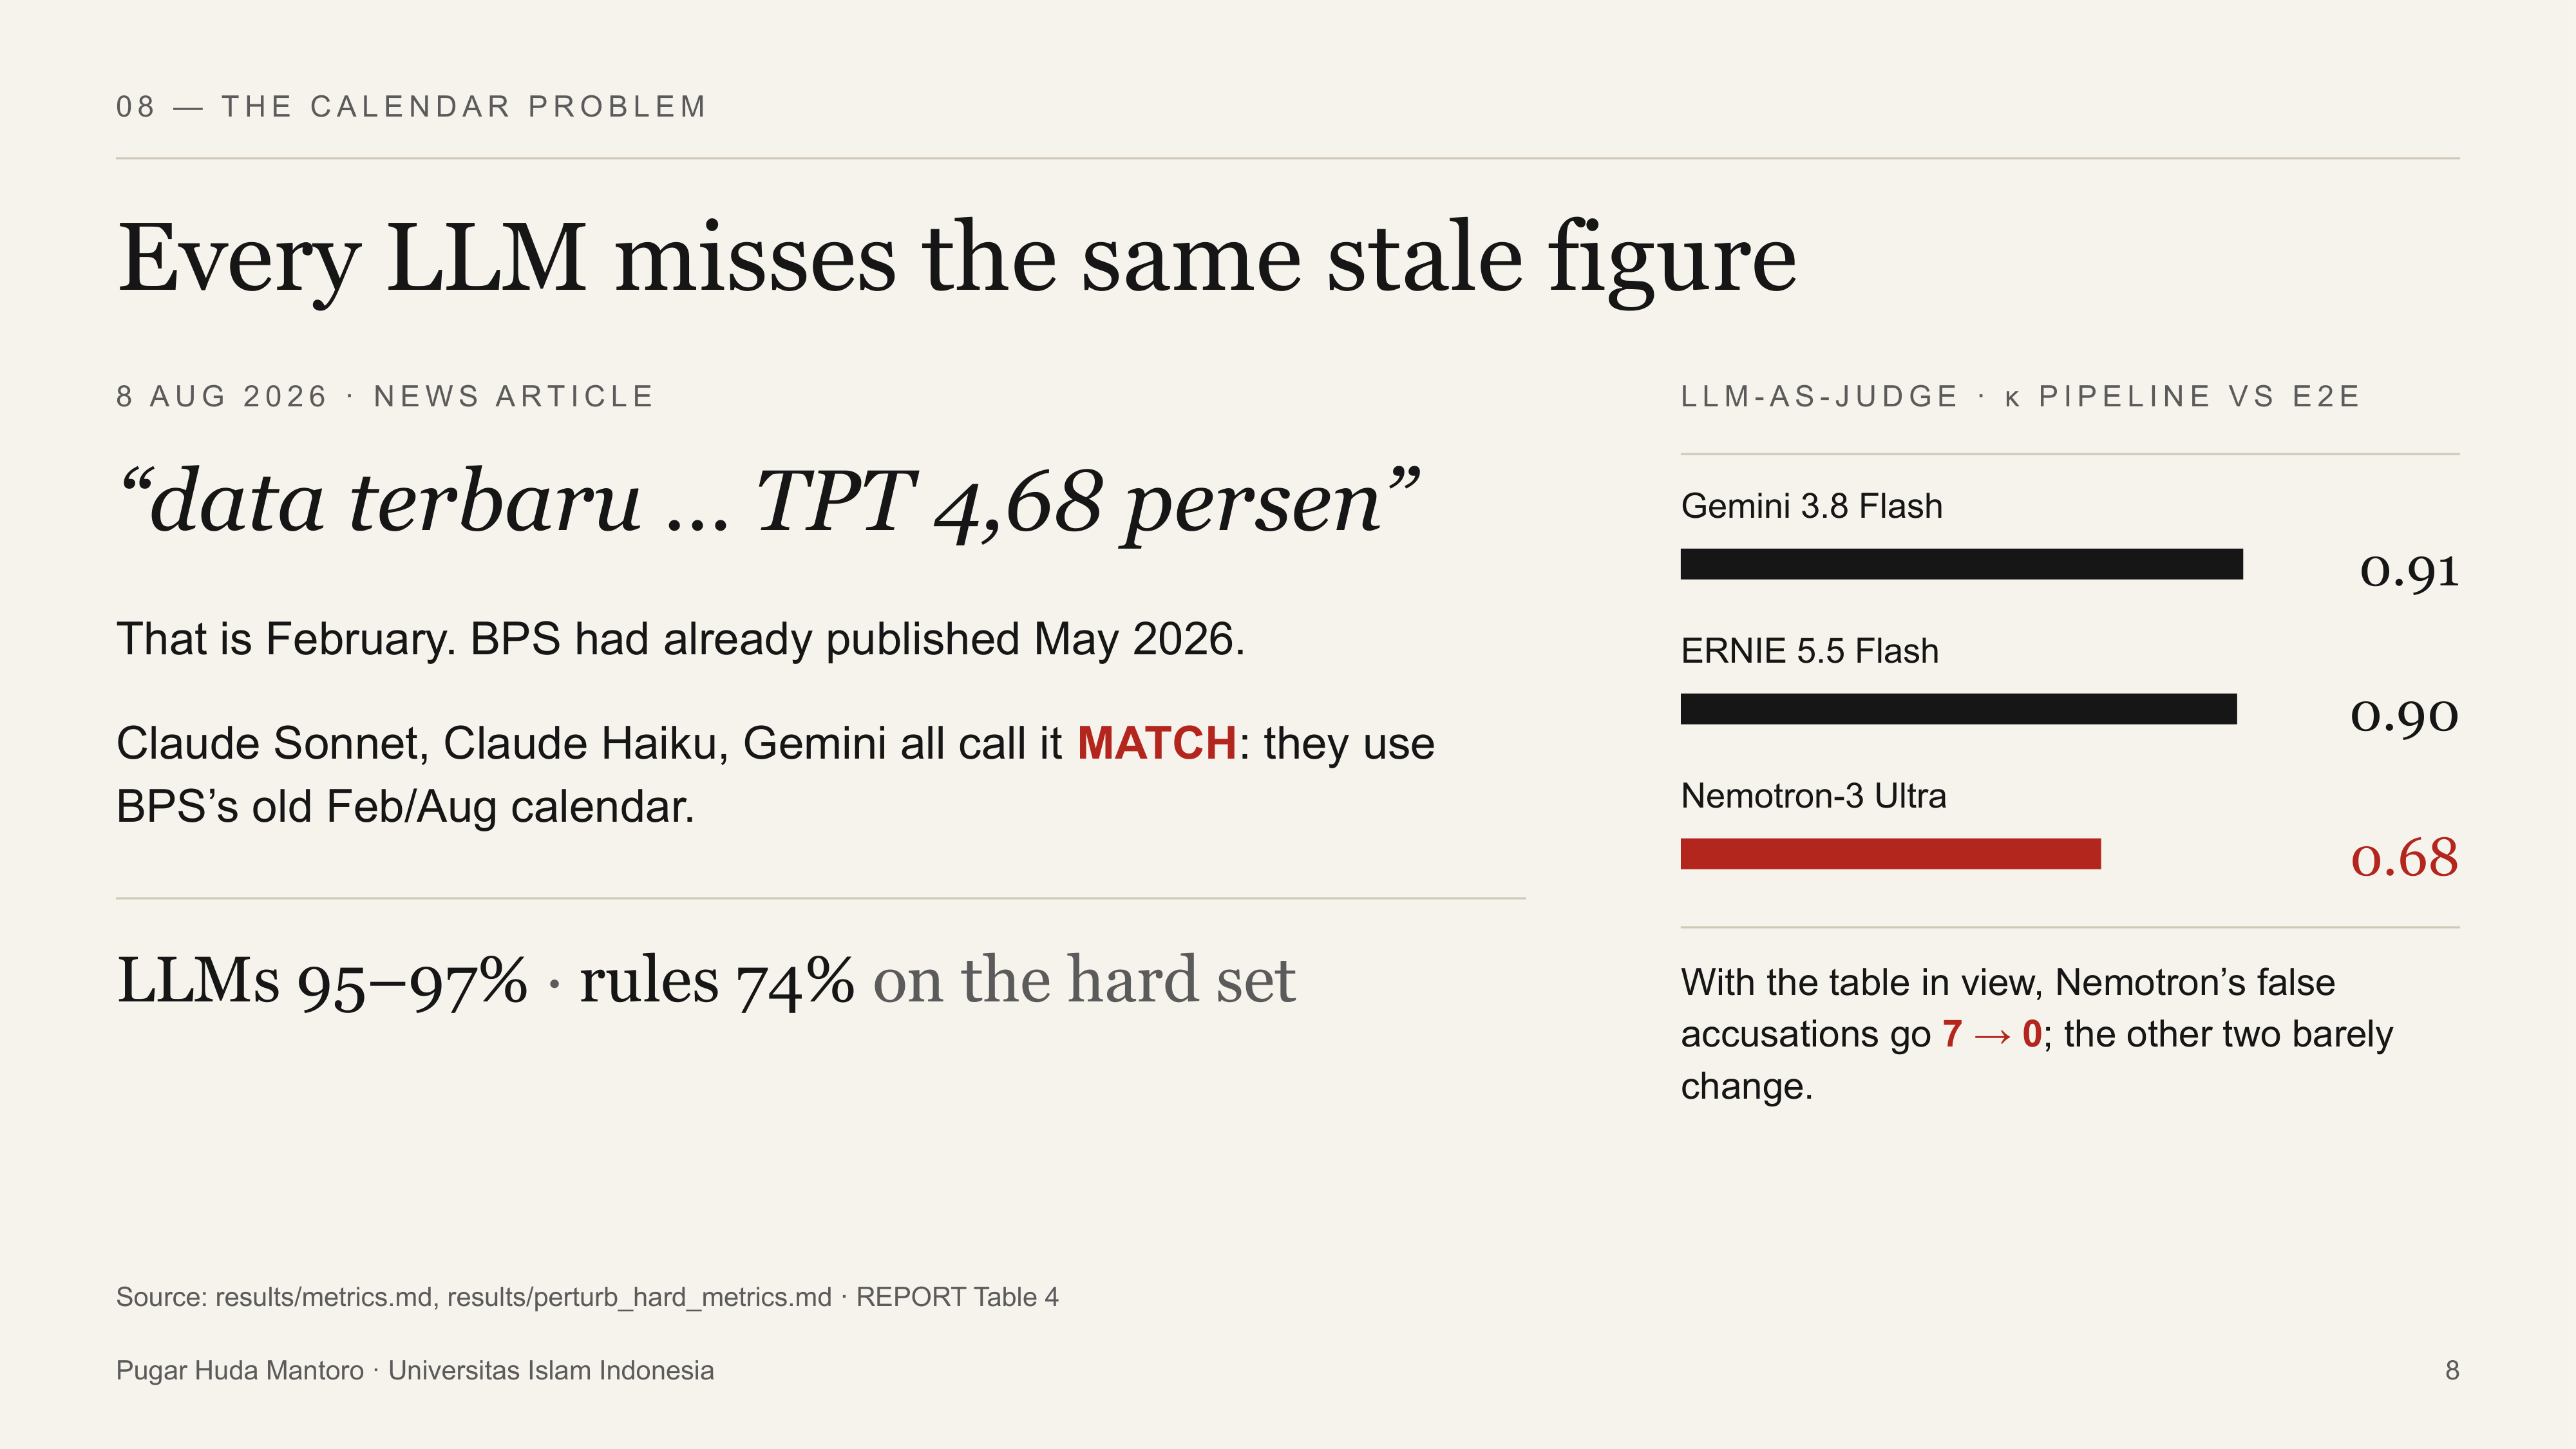 08 — THE CALENDAR PROBLEM
Every LLM misses the same stale figure
8 AUG 2026 · NEWS ARTICLE
“data terbaru ... TPT 4,68 persen”
That is February. BPS had already published May 2026.
Claude Sonnet, Claude Haiku, Gemini all call it MATCH: they use
BPS’s old Feb/Aug calendar.
LLMs 95–97% · rules 74% on the hard set
LLM-AS-JUDGE · κ PIPELINE VS E2E
Gemini 3.8 Flash
0.91
ERNIE 5.5 Flash
0.90
Nemotron-3 Ultra
0.68
With the table in view, Nemotron’s false
accusations go 7 → 0; the other two barely
change.
Source: results/metrics.md, results/perturb_hard_metrics.md · REPORT Table 4
Pugar Huda Mantoro · Universitas Islam Indonesia
8